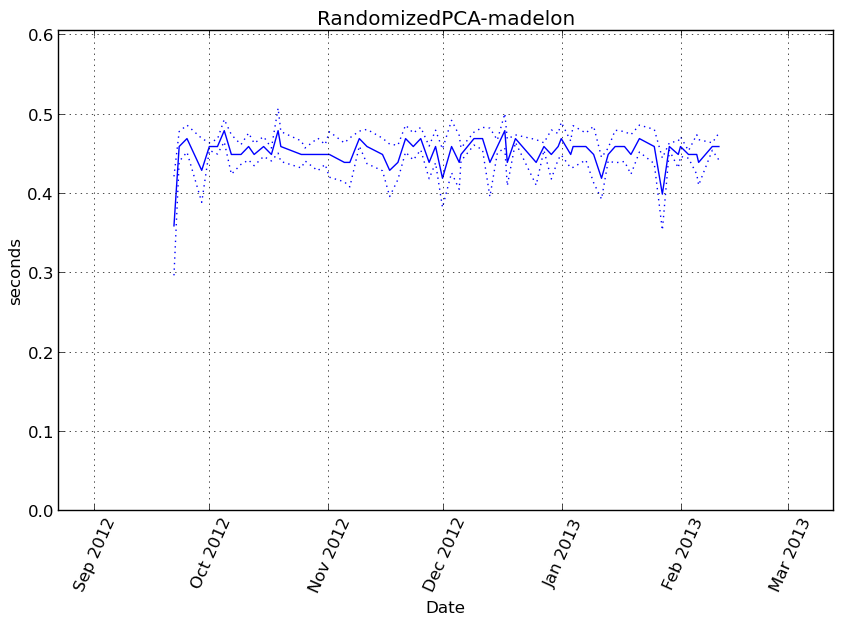 RandomizedPCA-madelon
0.6
0.5
0.4
0.3
0.2
0.1
0.0
seconds
Sep 2012
Oct 2012
Nov 2012
Dec 2012
Jan 2013
Feb 2013
Mar 2013
Date